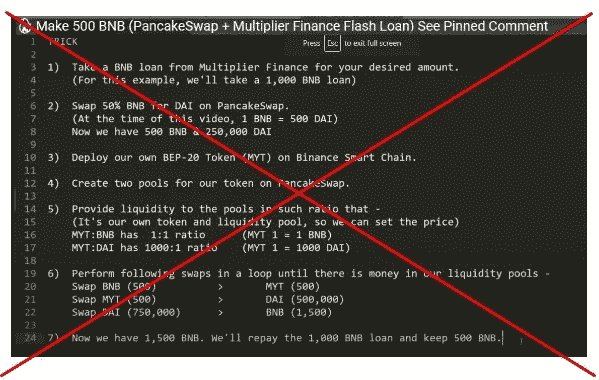 Make 500 BNB (PancakeSwap + Multiplier Finance Flash Loan) See Pinned Comment
Press Esc to exit full screen
1 TRICK
2
3 1) Take a BNB loan from Multiplier Finance for your desired amount.
4 (For this example, we'll take a 1,000 BNB loan)
5
6 2) Swap 50% BNB for DAI on PancakeSwap.
7 (At the time of this video, 1 BNB = 500 DAI)
8 Now we have 500 BNB & 250,000 DAI
9
10 3) Deploy our own BEP-20 Token (MYT) on Binance Smart Chain.
11
12 4) Create two pools for our token on PancakeSwap.
13
14 5) Provide liquidity to the pools in such ratio that -
15 (It's our own token and liquidity pool, so we can set the price)
16 MYT:BNB has 1:1 ratio (MYT 1 = 1 BNB)
17 MYT:DAI has 1000:1 ratio (MYT 1 = 1000 DAI)
18
19 6) Perform following swaps in a loop until there is money in our liquidity pools -
20 Swap BNB (500) > MYT (500)
21 Swap MYT (500) > DAI (500,000)
22 Swap DAI (750,000) > BNB (1,500)
23
24 7) Now we have 1,500 BNB. We'll repay the 1,000 BNB loan and keep 500 BNB.